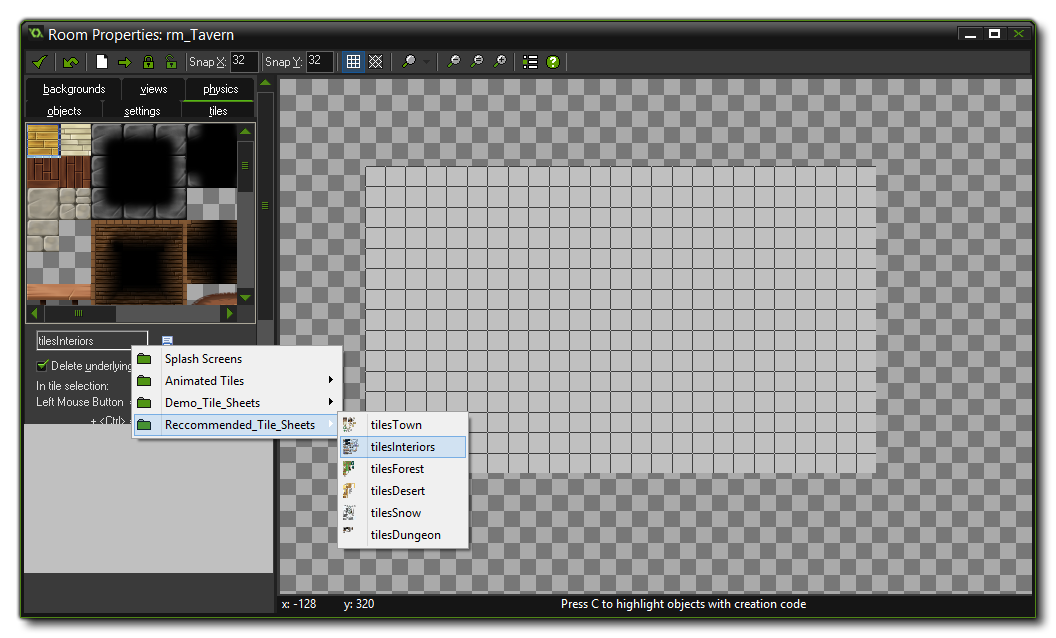 Room Properties: rm_Tavern
Snap X: 32 Snap Y: 32
backgrounds views physics
objects settings tiles
tilesInteriors
Delete underlying
In tile selection:
Left Mouse Button =
+ <Ctrl>
Splash Screens
Animated Tiles
Demo_Tile_Sheets
Reccommended_Tile_Sheets
tilesTown
tilesInteriors
tilesForest
tilesDesert
tilesSnow
tilesDungeon
x: -128 y: 320 Press C to highlight objects with creation code